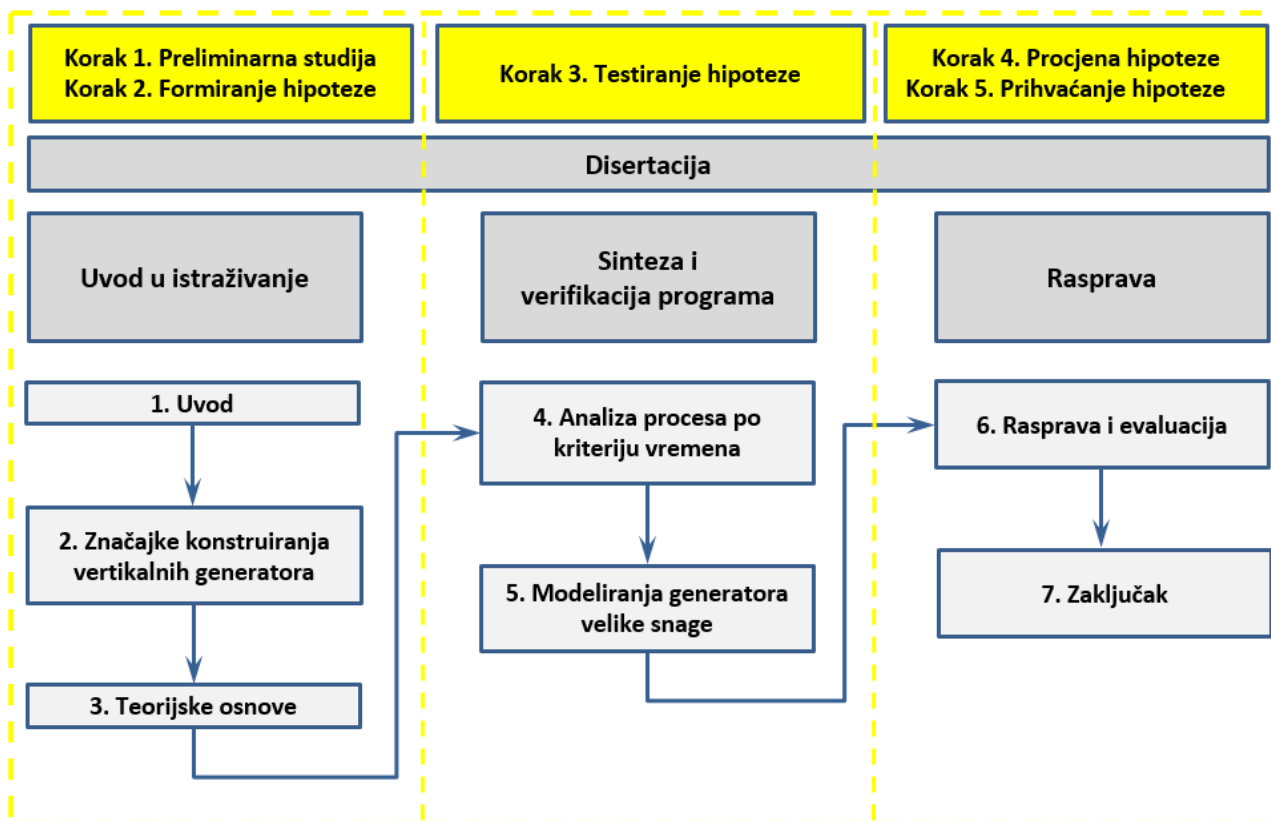 Korak 1. Preliminarna studija
Korak 2. Formiranje hipoteze
Korak 3. Testiranje hipoteze
Korak 4. Procjena hipoteze
Korak 5. Prihvaćanje hipoteze
Disertacija
Uvod u istraživanje
Sinteza i
verifikacija programa
Rasprava
1. Uvod
2. Značajke konstruiranja
vertikalnih generatora
3. Teorijske osnove
4. Analiza procesa po
kriteriju vremena
5. Modeliranja generatora
velike snage
6. Rasprava i evaluacija
7. Zaključak